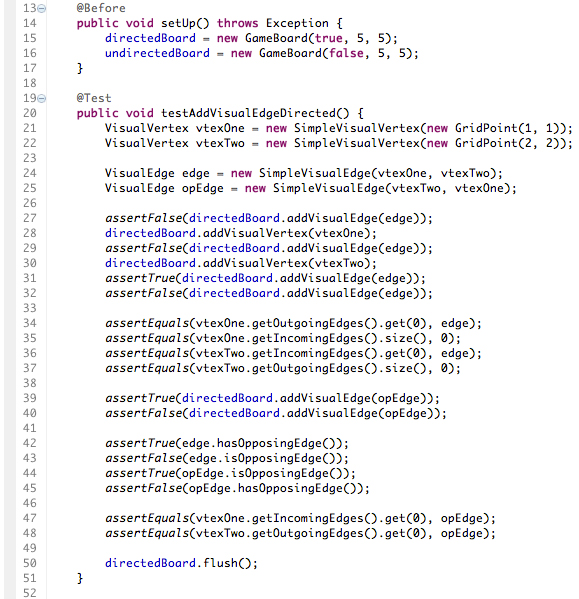 13 @Before
14 public void setUp() throws Exception {
15 directedBoard = new GameBoard(true, 5, 5);
16 undirectedBoard = new GameBoard(false, 5, 5);
17 }
18
19 @Test
20 public void testAddVisualEdgeDirected() {
21 VisualVertex vtexOne = new SimpleVisualVertex(new GridPoint(1, 1));
22 VisualVertex vtexTwo = new SimpleVisualVertex(new GridPoint(2, 2));
23
24 VisualEdge edge = new SimpleVisualEdge(vtexOne, vtexTwo);
25 VisualEdge opEdge = new SimpleVisualEdge(vtexTwo, vtexOne);
26
27 assertFalse(directedBoard.addVisualEdge(edge));
28 directedBoard.addVisualVertex(vtexOne);
29 assertFalse(directedBoard.addVisualEdge(edge));
30 directedBoard.addVisualVertex(vtexTwo);
31 assertTrue(directedBoard.addVisualEdge(edge));
32 assertFalse(directedBoard.addVisualEdge(edge));
33
34 assertEquals(vtexOne.getOutgoingEdges().get(0), edge);
35 assertEquals(vtexOne.getIncomingEdges().size(), 0);
36 assertEquals(vtexTwo.getIncomingEdges().get(0), edge);
37 assertEquals(vtexTwo.getOutgoingEdges().size(), 0);
38
39 assertTrue(directedBoard.addVisualEdge(opEdge));
40 assertFalse(directedBoard.addVisualEdge(opEdge));
41
42 assertTrue(edge.hasOpposingEdge());
43 assertFalse(edge.isOpposingEdge());
44 assertTrue(opEdge.isOpposingEdge());
45 assertFalse(opEdge.hasOpposingEdge());
46
47 assertEquals(vtexOne.getIncomingEdges().get(0), opEdge);
48 assertEquals(vtexTwo.getOutgoingEdges().get(0), opEdge);
49
50 directedBoard.flush();
51 }
52